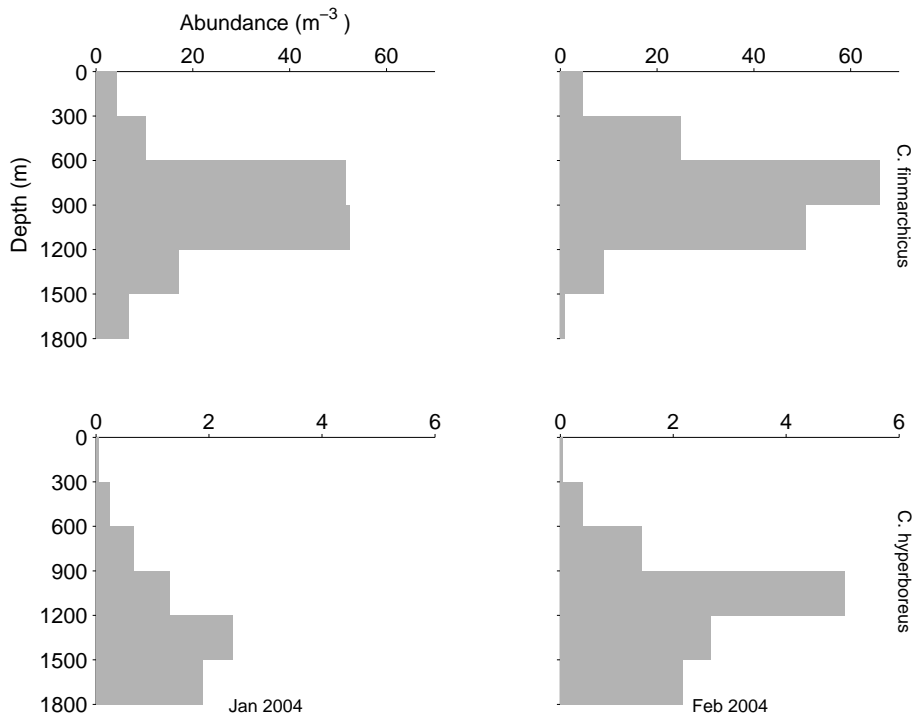 Abundance (m⁻³)
0 20 40 60
0 20 40 60
0
300
600
900
1200
1500
1800
Depth (m)
C. finmarchicus
0 2 4 6
0 2 4 6
0
300
600
900
1200
1500
1800
C. hyperboreus
Jan 2004
Feb 2004